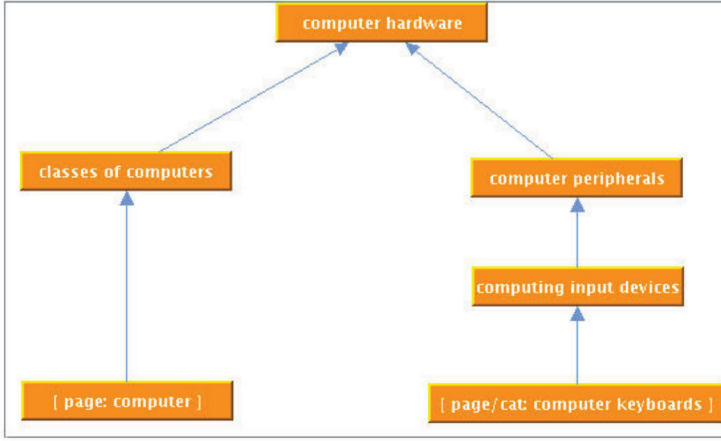 computer hardware
classes of computers
computer peripherals
computing input devices
[ page: computer ]
[ page/cat: computer keyboards ]